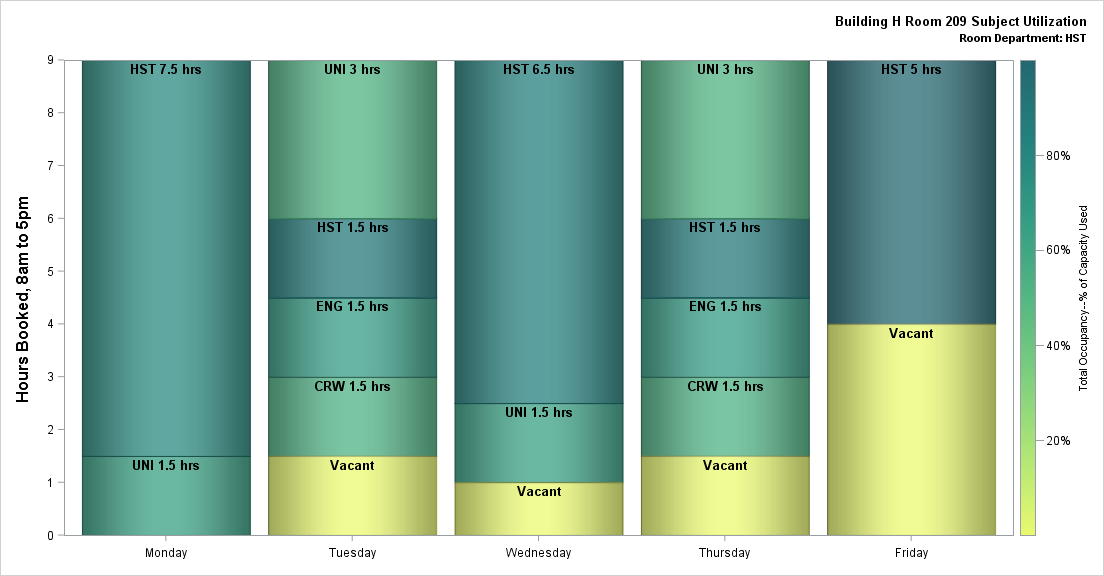 Building H Room 209 Subject Utilization
Room Department: HST
Hours Booked, 8am to 5pm
9
8
7
6
5
4
3
2
1
0
HST 7.5 hrs
UNI 1.5 hrs
UNI 3 hrs
HST 1.5 hrs
ENG 1.5 hrs
CRW 1.5 hrs
Vacant
HST 6.5 hrs
UNI 1.5 hrs
Vacant
UNI 3 hrs
HST 1.5 hrs
ENG 1.5 hrs
CRW 1.5 hrs
Vacant
HST 5 hrs
Vacant
Monday
Tuesday
Wednesday
Thursday
Friday
80%
60%
40%
20%
Total Occupancy--% of Capacity Used